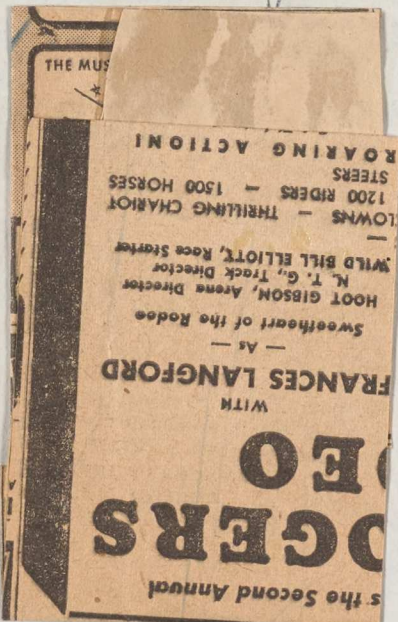 THE MUS
s the Second Annual
OGERS
DEO
WITH
FRANCES LANGFORD
— As —
Sweetheart of the Rodeo
HOOT GIBSON, Arena Director
N. T. G., Track Director
WILD BILL ELLIOTT, Race Starter
—
LOWNS — THRILLING CHARIOT
1200 RIDERS — 1500 HORSES
STEERS
ROARING ACTION!